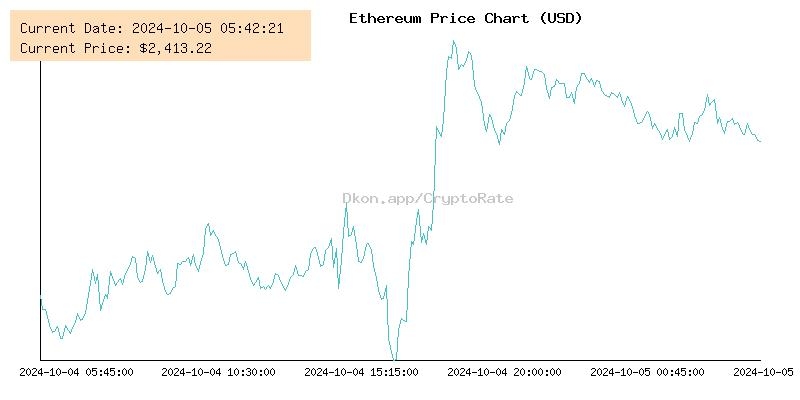 Ethereum Price Chart (USD)
Current Date: 2024-10-05 05:42:21
Current Price: $2,413.22
Dkon.app/CryptoRate
2024-10-04 05:45:00 2024-10-04 10:30:00 2024-10-04 15:15:00 2024-10-04 20:00:00 2024-10-05 00:45:00 2024-10-05